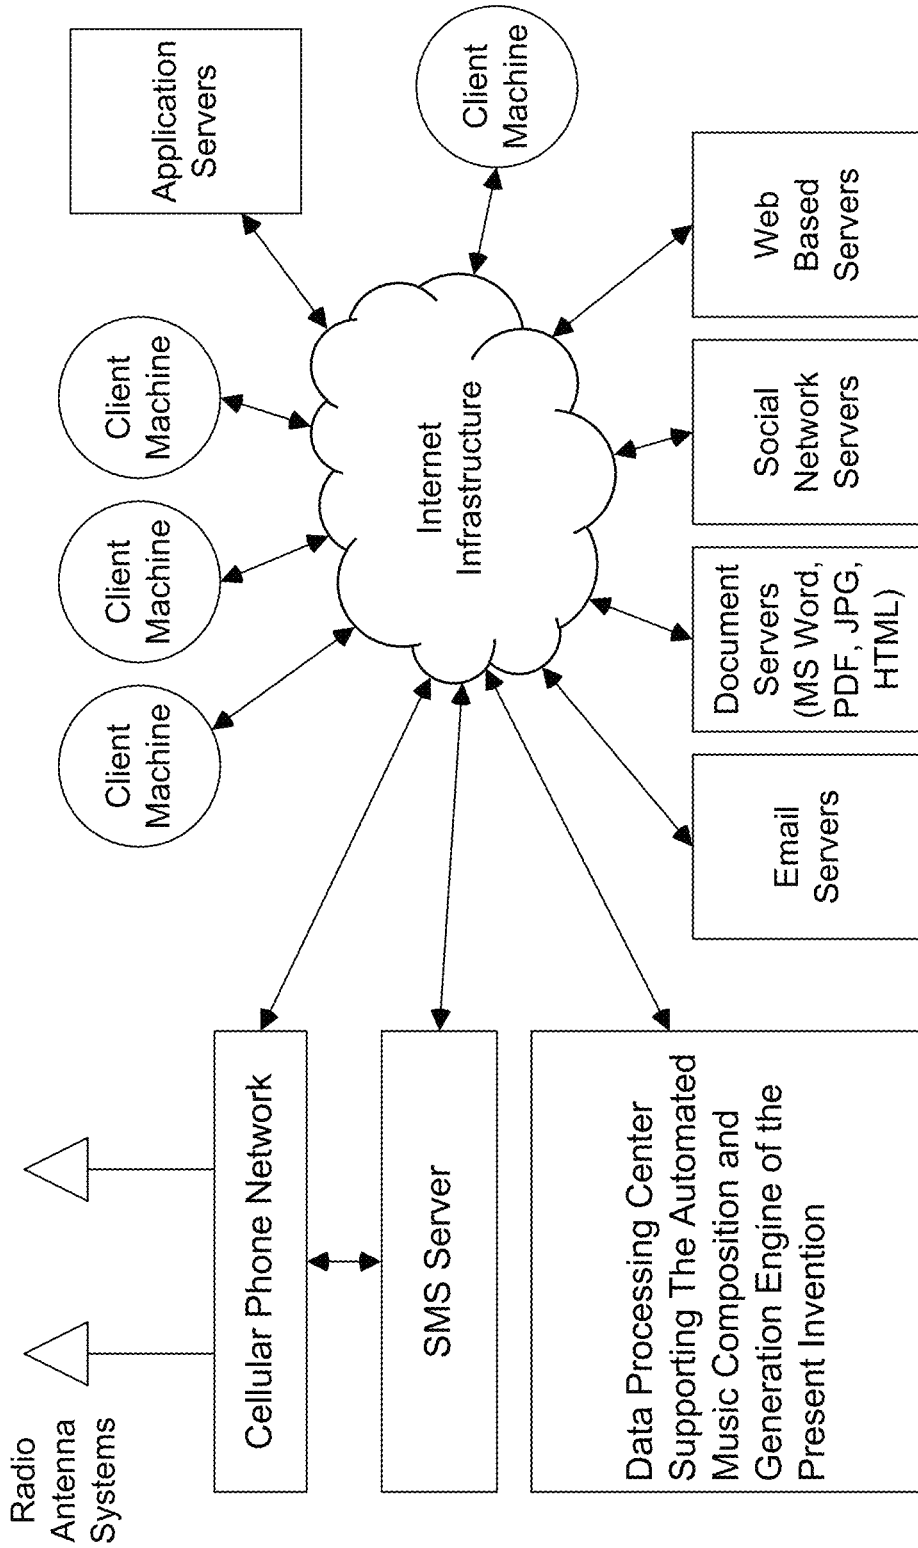 Radio
Antenna
Systems
Cellular Phone Network
SMS Server
Data Processing Center
Supporting The Automated
Music Composition and
Generation Engine of the
Present Invention
Client
Machine
Client
Machine
Client
Machine
Application
Servers
Client
Machine
Internet
Infrastructure
Email
Servers
Document
Servers
(MS Word,
PDF, JPG,
HTML)
Social
Network
Servers
Web
Based
Servers